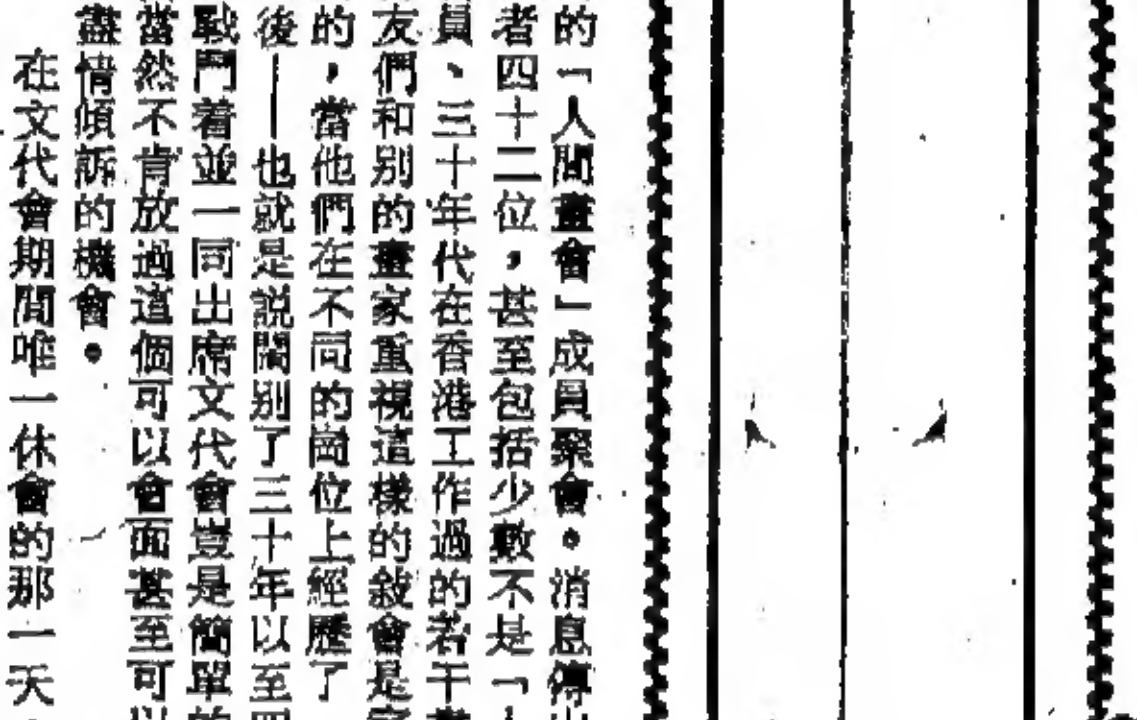 的「人間畫會」成員聚會。消息傳出
者四十二位，甚至包括少數不是「人
員、三十年代在香港工作過的若干畫
友們和別的畫家重視這樣的敍會是
的，當他們在不同的崗位上經歷了
後——也就是説闊别了三十年以至四
戰鬥着並一同出席文代會豈是簡單的
當然不肯放過這個可以會面甚至可以
盡情傾訴的機會。
在文代會期間唯一休會的那一天，